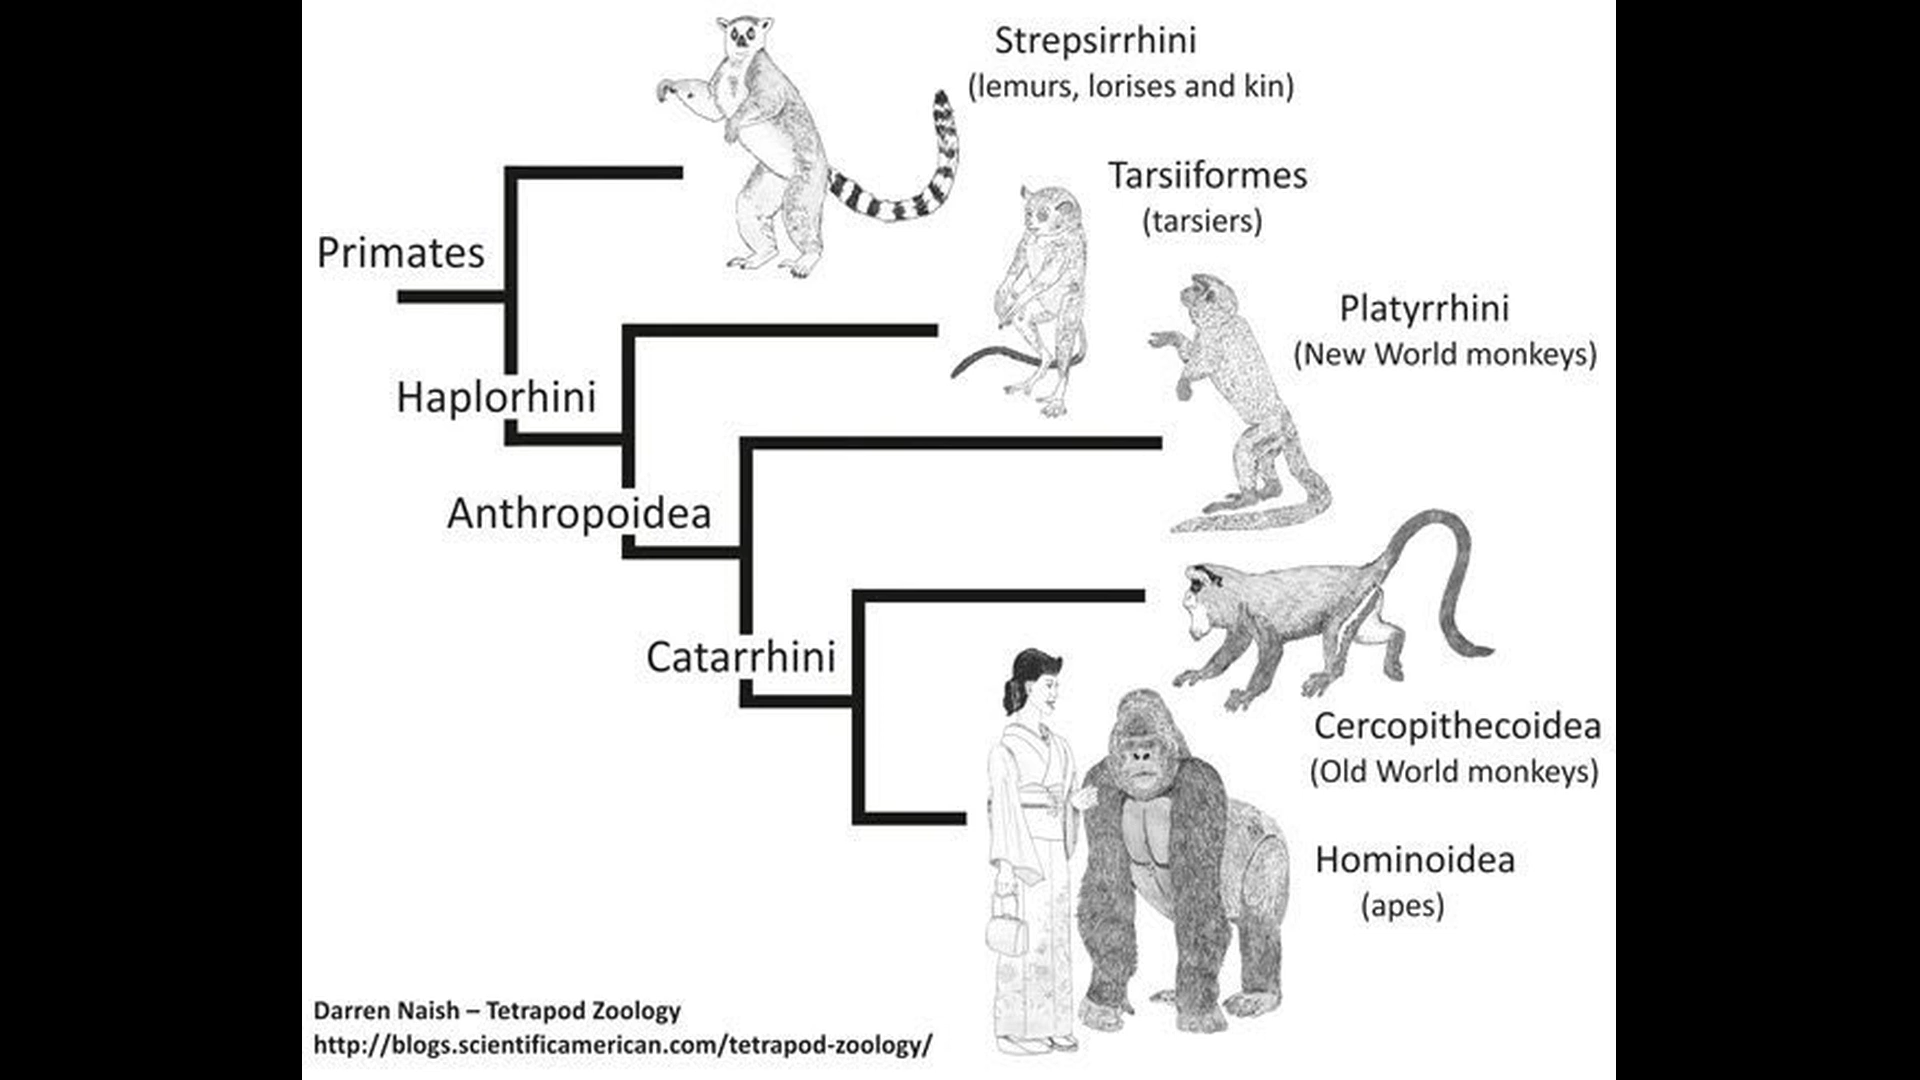 Strepsirrhini
(lemurs, lorises and kin)
Tarsiiformes
(tarsiers)
Primates
Platyrrhini
(New World monkeys)
Haplorhini
Anthropoidea
Catarrhini
Cercopithecoidea
(Old World monkeys)
Hominoidea
(apes)
Darren Naish – Tetrapod Zoology
http://blogs.scientificamerican.com/tetrapod-zoology/